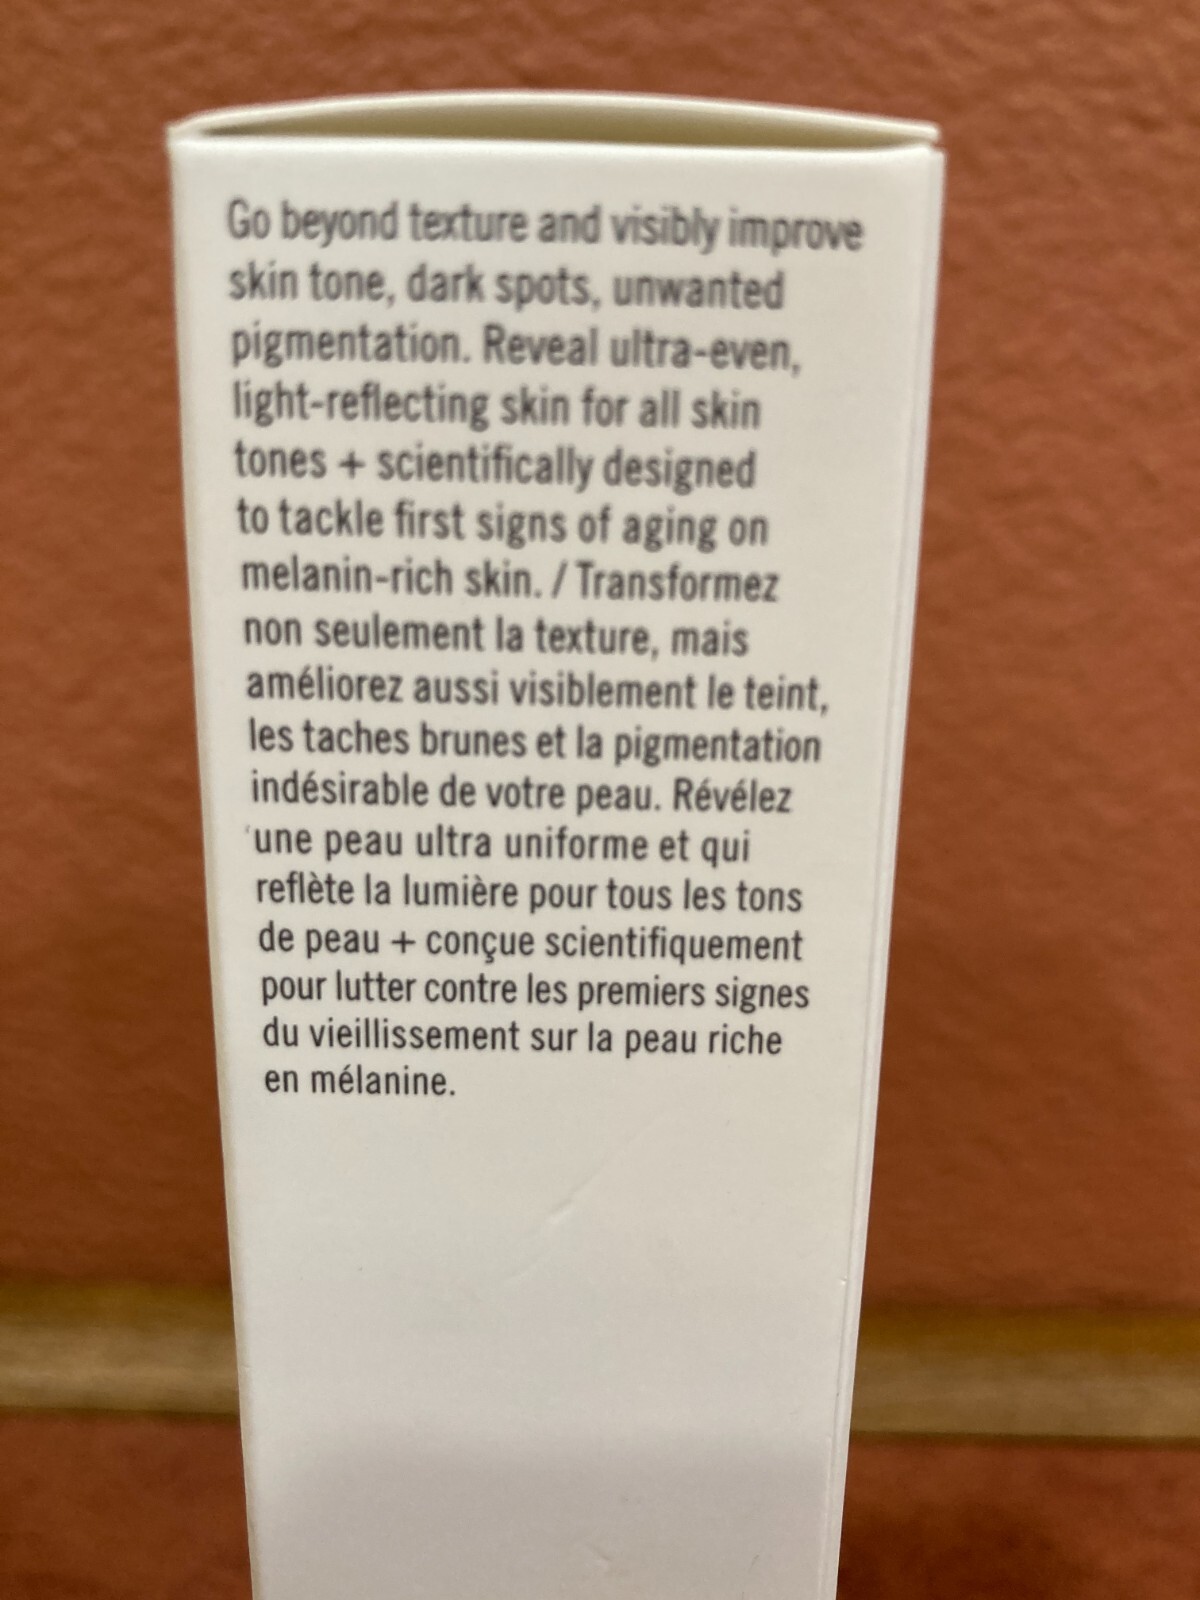 Go beyond texture and visibly improve
skin tone, dark spots, unwanted
pigmentation. Reveal ultra-even,
light-reflecting skin for all skin
tones + scientifically designed
to tackle first signs of aging on
melanin-rich skin. / Transformez
non seulement la texture, mais
améliorez aussi visiblement le teint,
les taches brunes et la pigmentation
indésirable de votre peau. Révélez
une peau ultra uniforme et qui
reflète la lumière pour tous les tons
de peau + conçue scientifiquement
pour lutter contre les premiers signes
du vieillissement sur la peau riche
en mélanine.